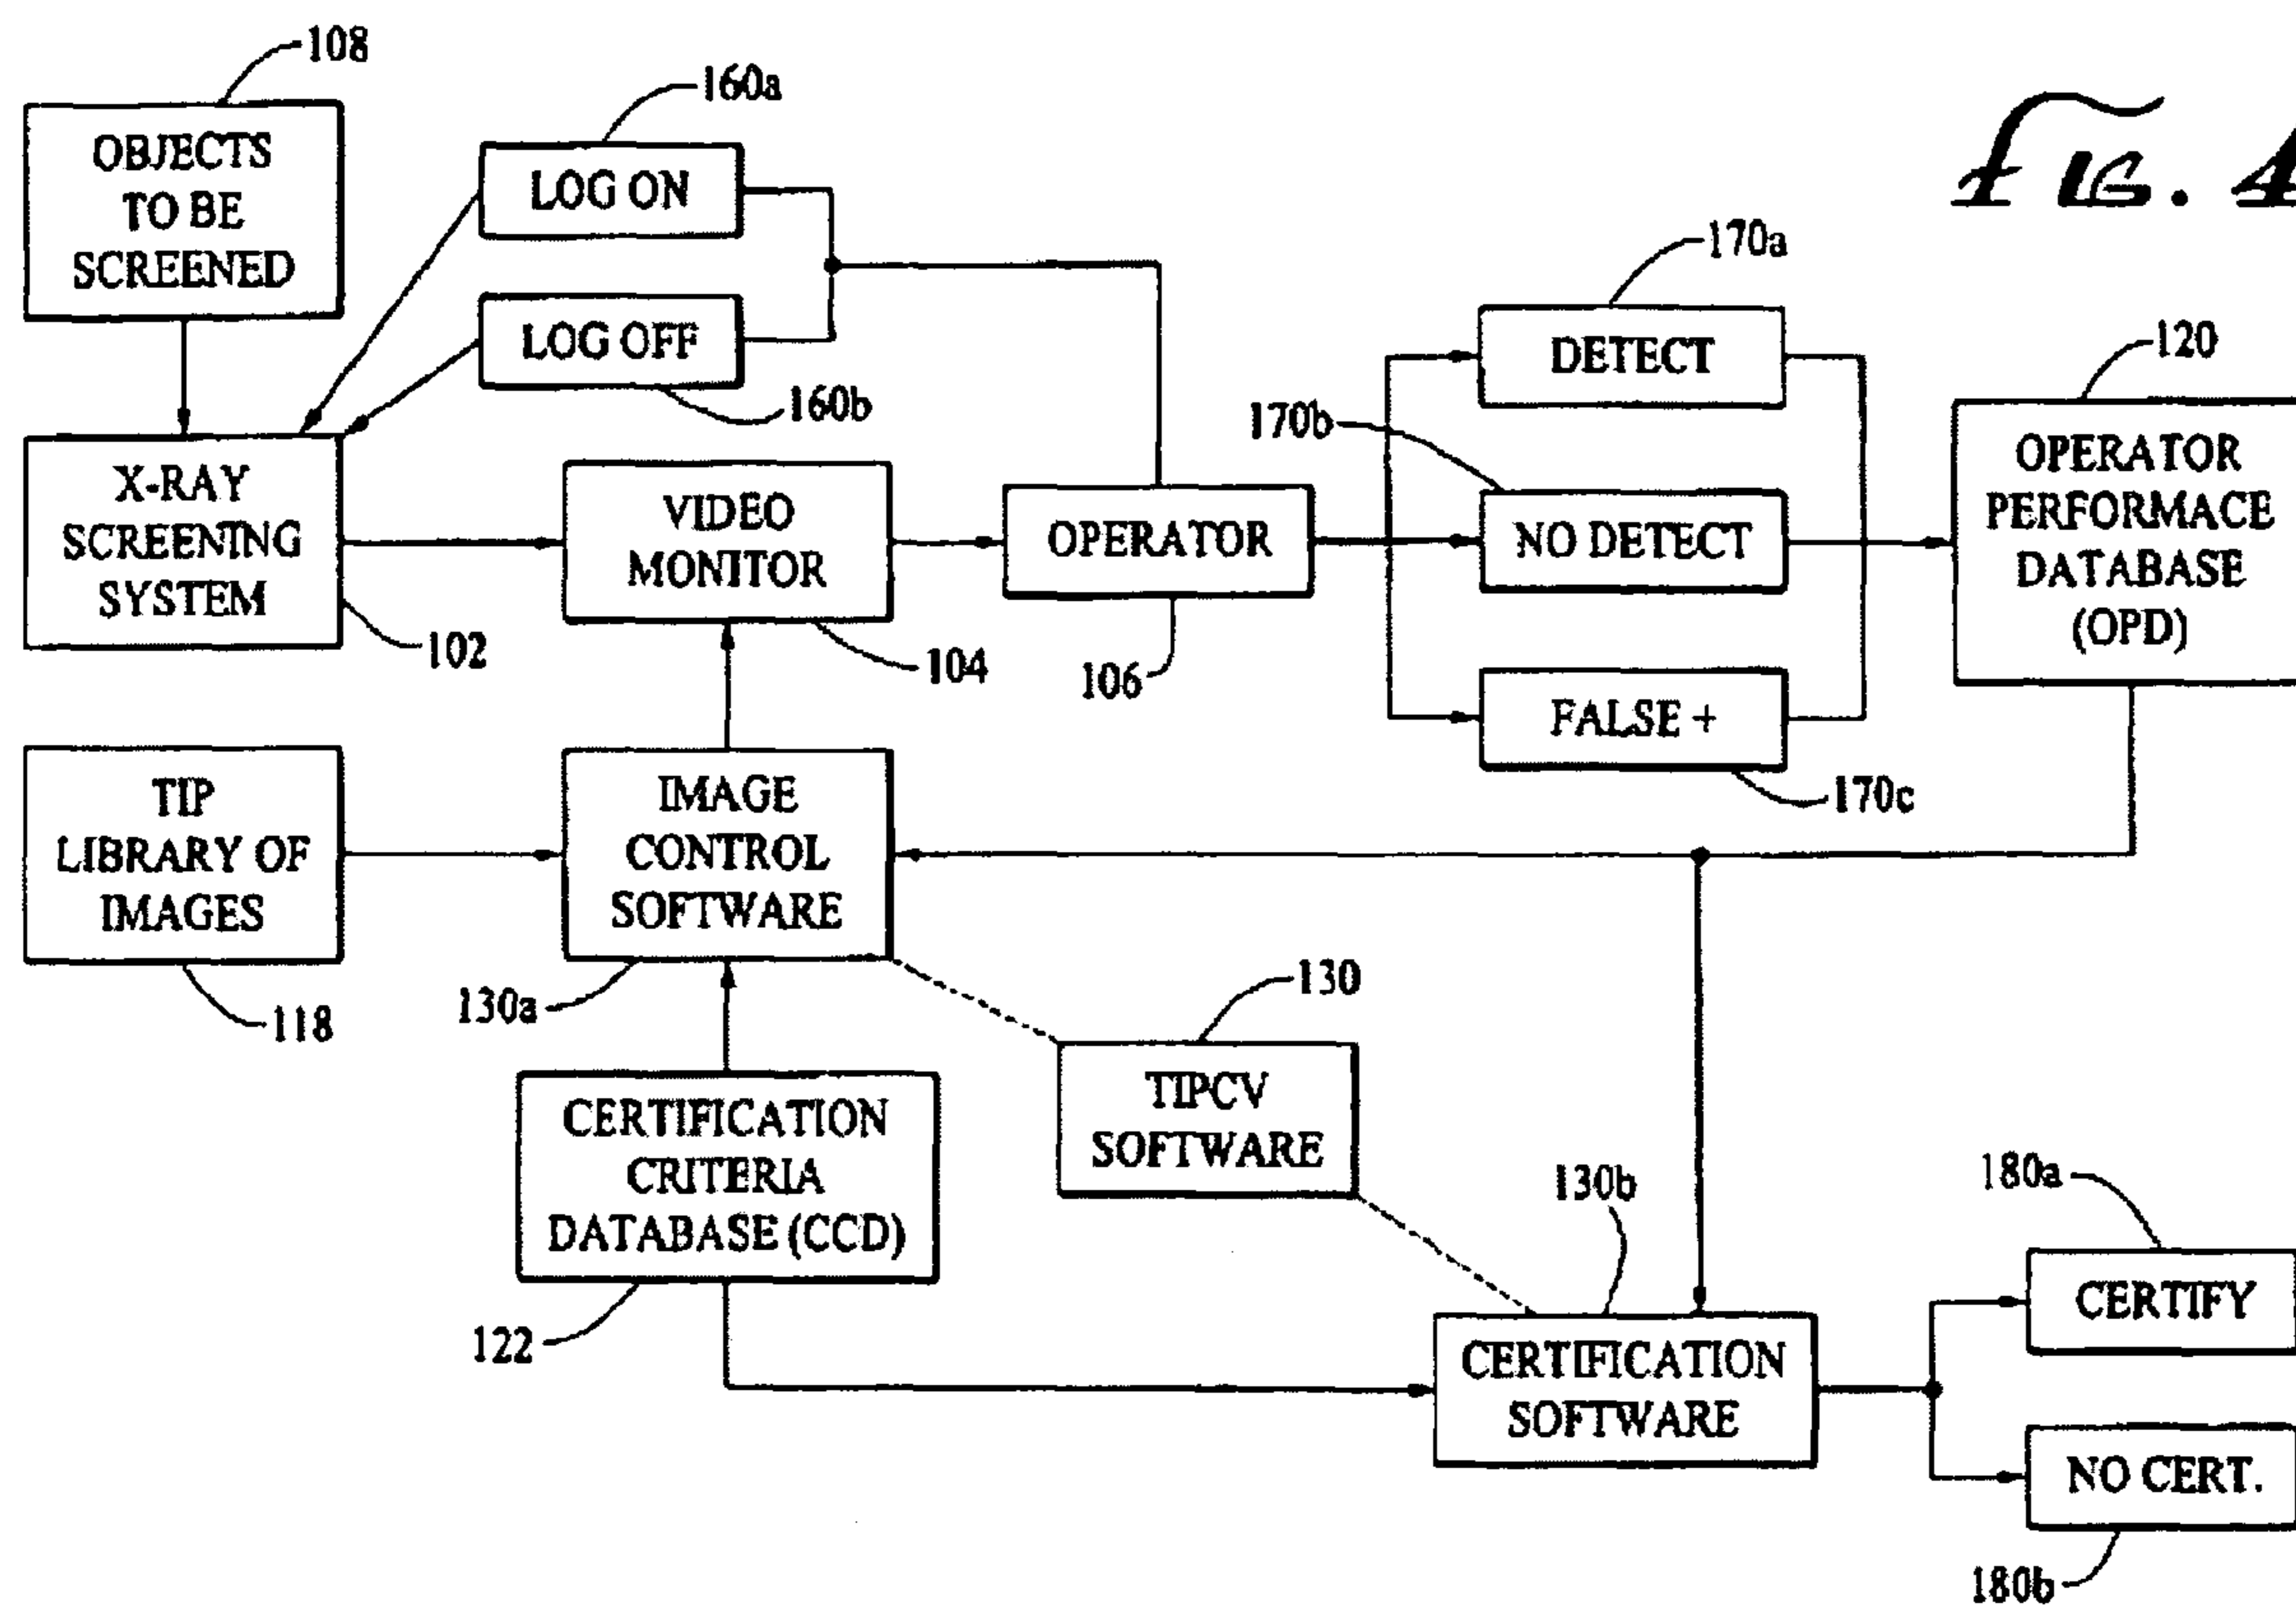 108
OBJECTS
TO BE
SCREENED
160a
LOG ON
LOG OFF
160b
FIG. 4
170a
DETECT
170b
NO DETECT
FALSE +
170c
120
OPERATOR
PERFORMACE
DATABASE
(OPD)
X-RAY
SCREENING
SYSTEM
102
VIDEO
MONITOR
104
OPERATOR
106
TIP
LIBRARY OF
IMAGES
118
IMAGE
CONTROL
SOFTWARE
130a
130
TIPCV
SOFTWARE
CERTIFICATION
CRITERIA
DATABASE (CCD)
122
130b
CERTIFICATION
SOFTWARE
180a
CERTIFY
NO CERT.
180b